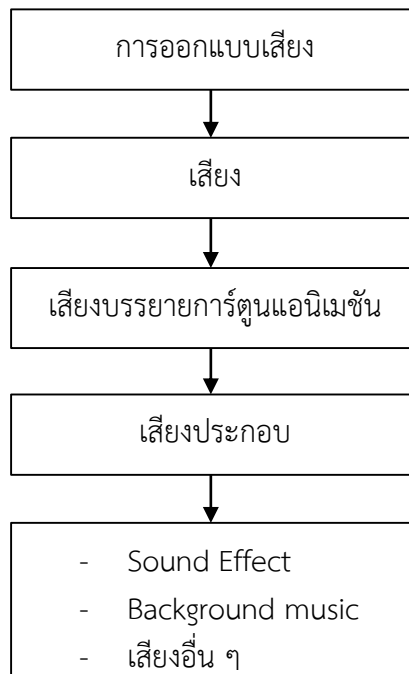 การออกแบบเสียง
เสียง
เสียงบรรยายการ์ตูนแอนิเมชัน
เสียงประกอบ
- Sound Effect
- Background music
- เสียงอื่น ๆ